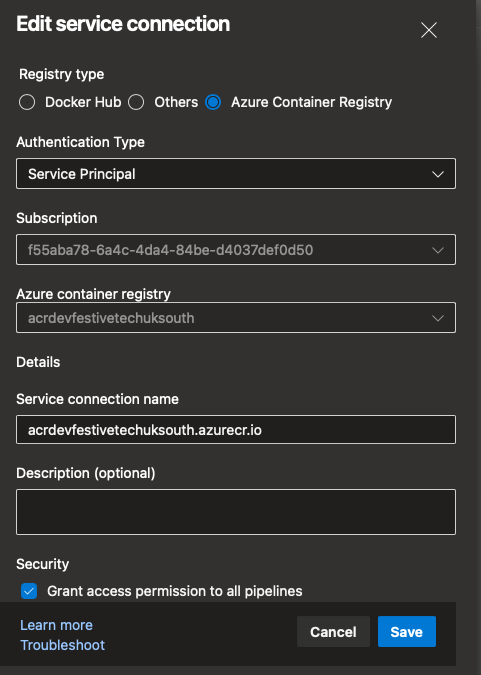 Edit service connection
Registry type
Docker Hub Others Azure Container Registry
Authentication Type
Service Principal
Subscription
f55aba78-6a4c-4da4-84be-d4037def0d50
Azure container registry
acrdevfestivetechuksouth
Details
Service connection name
acrdevfestivetechuksouth.azurecr.io
Description (optional)
Security
Grant access permission to all pipelines
Learn more
Troubleshoot
Cancel Save